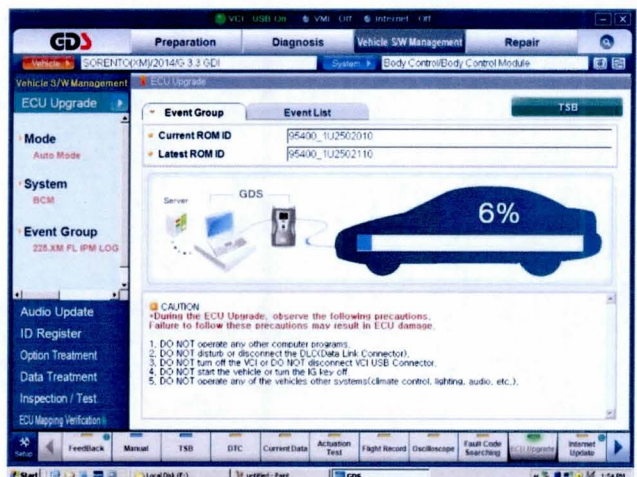 VCI USB On VMI Off Internet Off
GDS
Preparation
Diagnosis
Vehicle S/W Management
Repair
Vehicle
SORENTO(XM)/2014/G 3.3 GDI
System
Body Control/Body Control Module
Vehicle S/W Management
ECU Upgrade
ECU Upgrade
Event Group
Event List
TSB
Current ROM ID
95400_1U2502010
Latest ROM ID
95400_1U2502110
Mode
Auto Mode
System
BCM
Event Group
226.XM FL IPM LOG
Server
GDS
6%
CAUTION
*During the ECU Upgrade, observe the following precautions.
Failure to follow these precautions may result in ECU damage.
1, DO NOT operate any other computer programs.
2, DO NOT disturb or disconnect the DLC(Data Link Connector).
3, DO NOT turn off the VCI or DO NOT disconnect VCI USB Connector.
4, DO NOT start the vehicle or turn the IG key off.
5, DO NOT operate any of the vehicles other systems(climate control, lighting, audio, etc.).
Audio Update
ID Register
Option Treatment
Data Treatment
Inspection / Test
ECU Mapping Verification
Setup
FeedBack
Manual
TSB
DTC
Current Data
Actuation Test
Flight Record
Oscilloscope
Fault Code Searching
ECU Upgrade
Internet Update
Start
Local Disk (F:)
untitled - Paint
GDS
1:54 PM